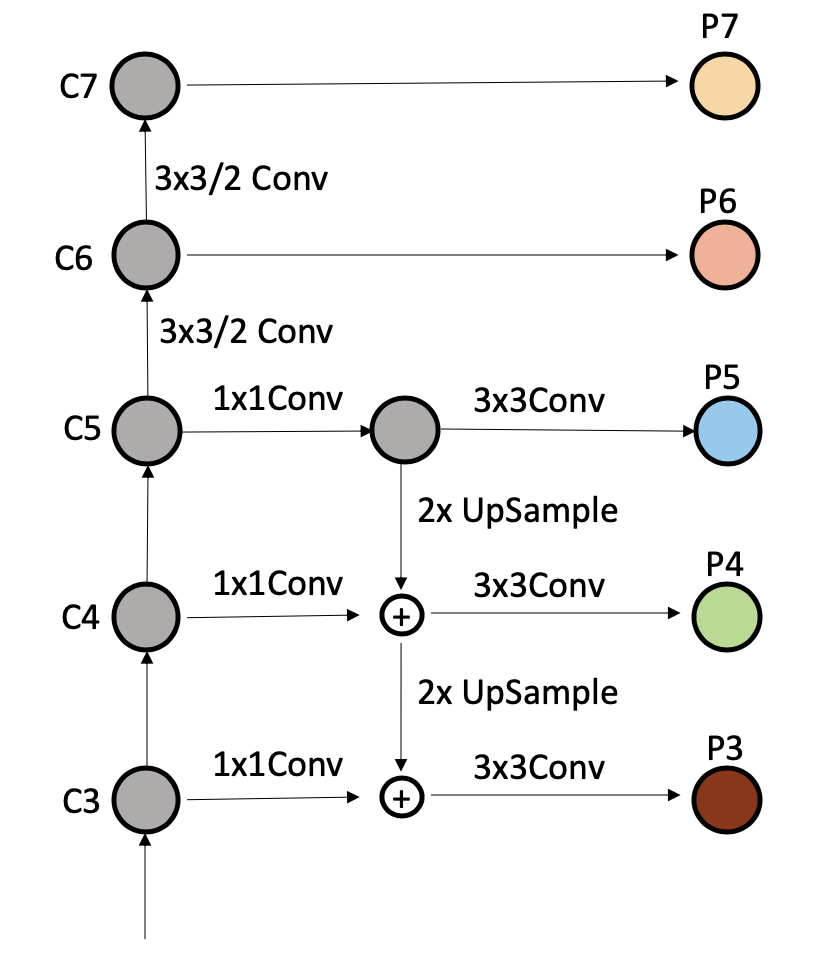 P7
C7
3x3/2 Conv
P6
C6
3x3/2 Conv
P5
1x1Conv
3x3Conv
C5
2x UpSample
P4
1x1Conv
3x3Conv
C4
+
2x UpSample
P3
1x1Conv
3x3Conv
C3
+